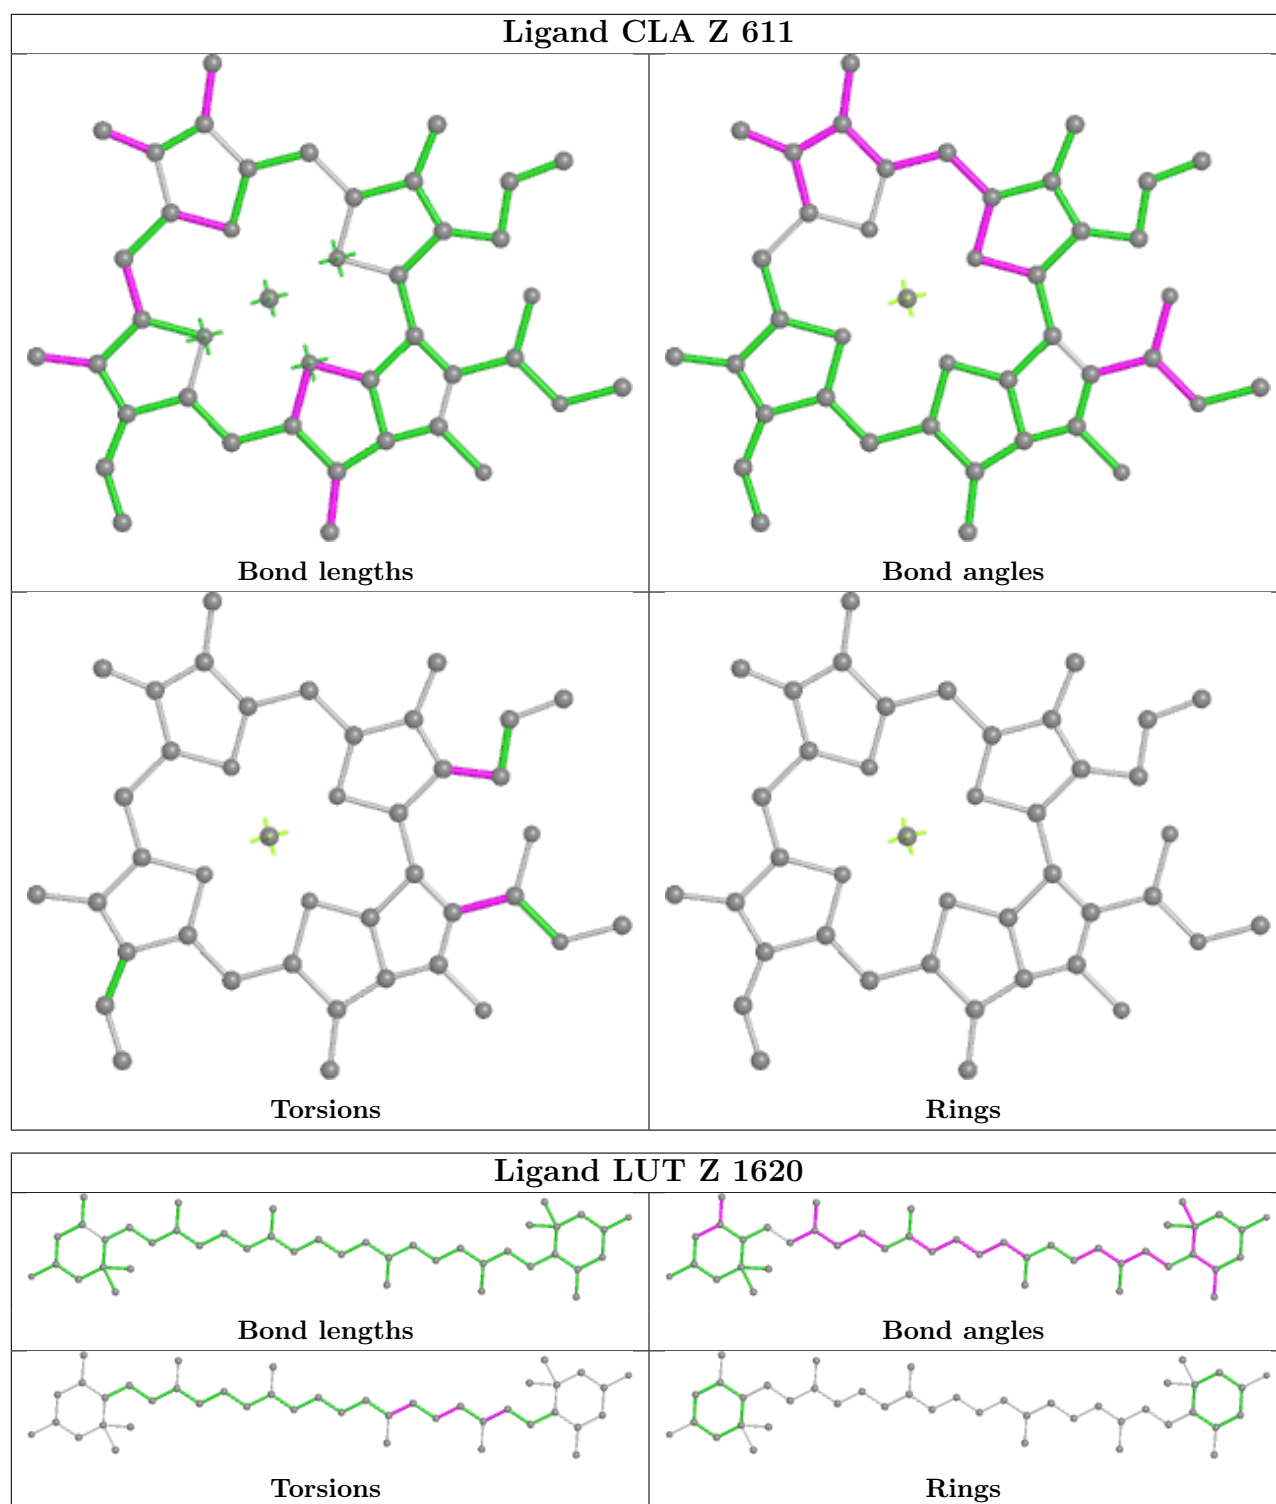 Ligand CLA Z 611
Bond lengths
Bond angles
Torsions
Rings
Ligand LUT Z 1620
Bond lengths
Bond angles
Torsions
Rings